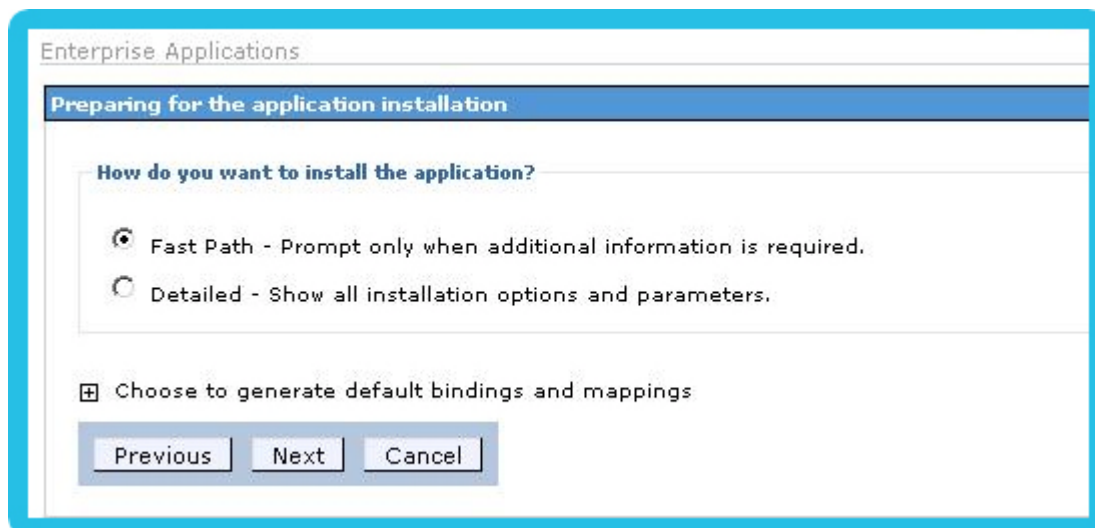 Enterprise Applications
Preparing for the application installation
How do you want to install the application?
Fast Path - Prompt only when additional information is required.
Detailed - Show all installation options and parameters.
Choose to generate default bindings and mappings
Previous Next Cancel